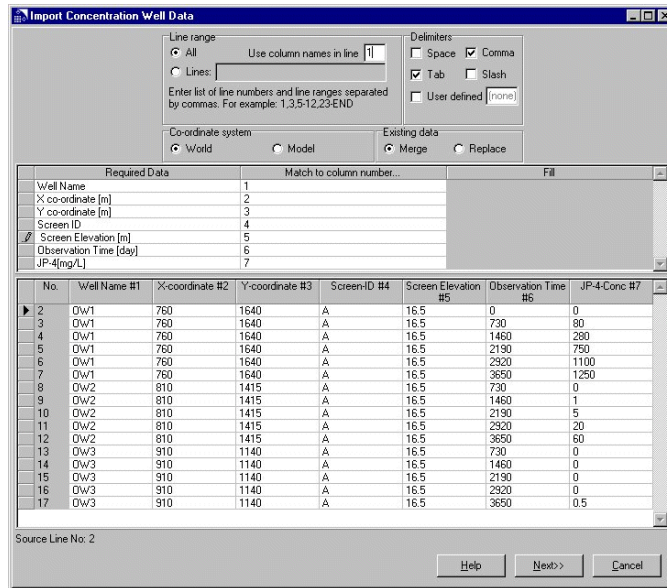 Import Concentration Well Data
Line range
All Use column names in line 1
Lines:
Enter list of line numbers and line ranges separated
by commas. For example: 1,3,5-12,23-END
Delimiters
Space Comma
Tab Slash
User defined (none)
Co-ordinate system
World Model
Existing data
Merge Replace
Required Data Match to column number... Fill
Well Name 1
X co-ordinate [m] 2
Y co-ordinate [m] 3
Screen ID 4
Screen Elevation [m] 5
Observation Time [day] 6
JP-4[mg/L] 7
No. Well Name #1 X-coordinate #2 Y-coordinate #3 Screen-ID #4 Screen Elevation #5 Observation Time #6 JP-4-Conc #7
2 OW1 760 1640 A 16.5 0 0
3 OW1 760 1640 A 16.5 730 80
4 OW1 760 1640 A 16.5 1460 280
5 OW1 760 1640 A 16.5 2190 750
6 OW1 760 1640 A 16.5 2920 1100
7 OW1 760 1640 A 16.5 3650 1250
8 OW2 810 1415 A 16.5 730 0
9 OW2 810 1415 A 16.5 1460 1
10 OW2 810 1415 A 16.5 2190 5
11 OW2 810 1415 A 16.5 2920 20
12 OW2 810 1415 A 16.5 3650 60
13 OW3 910 1140 A 16.5 730 0
14 OW3 910 1140 A 16.5 1460 0
15 OW3 910 1140 A 16.5 2190 0
16 OW3 910 1140 A 16.5 2920 0
17 OW3 910 1140 A 16.5 3650 0.5
Source Line No: 2
Help Next>> Cancel